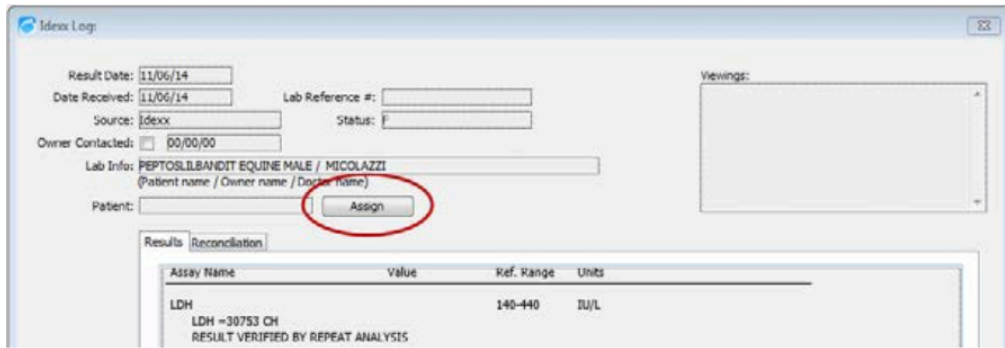 Idexx Log:
Result Date: 11/06/14
Viewings:
Date Received: 11/06/14 Lab Reference #:
Source: Idexx Status: F
Owner Contacted: 00/00/00
Lab Info: PEPTOSLILBANDIT EQUINE MALE / MICOLAZZI
(Patient name / Owner name / Doctor name)
Patient: Assign
Results Reconciliation
Assay Name Value Ref. Range Units
LDH 140-440 IU/L
LDH =30753 CH
RESULT VERIFIED BY REPEAT ANALYSIS